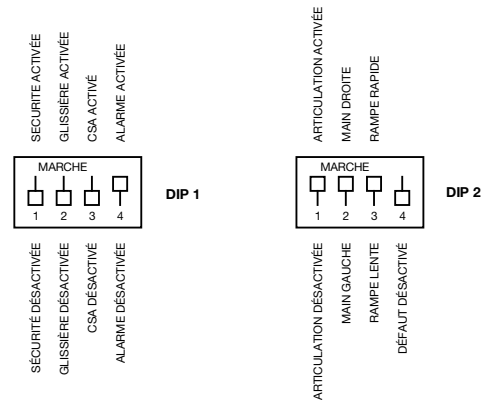 SECURITE ACTIVÉE
GLISSIÈRE ACTIVÉE
CSA ACTIVÉ
ALARME ACTIVÉE
MARCHE
1 2 3 4
DIP 1
SÉCURITÉ DÉSACTIVÉE
GLISSIÈRE DÉSACTIVÉE
CSA DÉSACTIVÉ
ALARME DÉSACTIVÉE
ARTICULATION ACTIVÉE
MAIN DROITE
RAMPE RAPIDE
MARCHE
1 2 3 4
DIP 2
ARTICULATION DÉSACTIVÉE
MAIN GAUCHE
RAMPE LENTE
DÉFAUT DÉSACTIVÉ